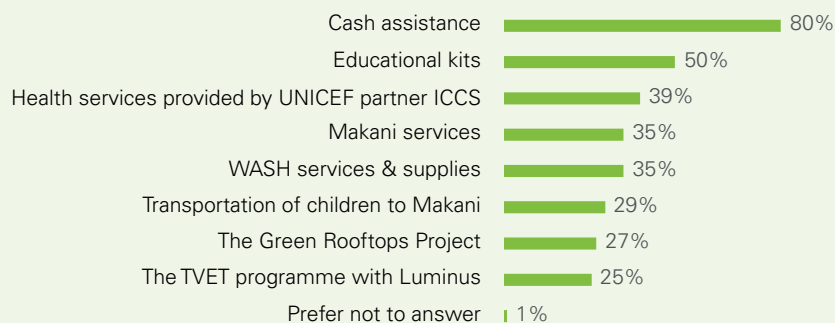 Cash assistance 80%
Educational kits 50%
Health services provided by UNICEF partner ICCS 39%
Makani services 35%
WASH services & supplies 35%
Transportation of children to Makani 29%
The Green Rooftops Project 27%
The TVET programme with Luminus 25%
Prefer not to answer 1%